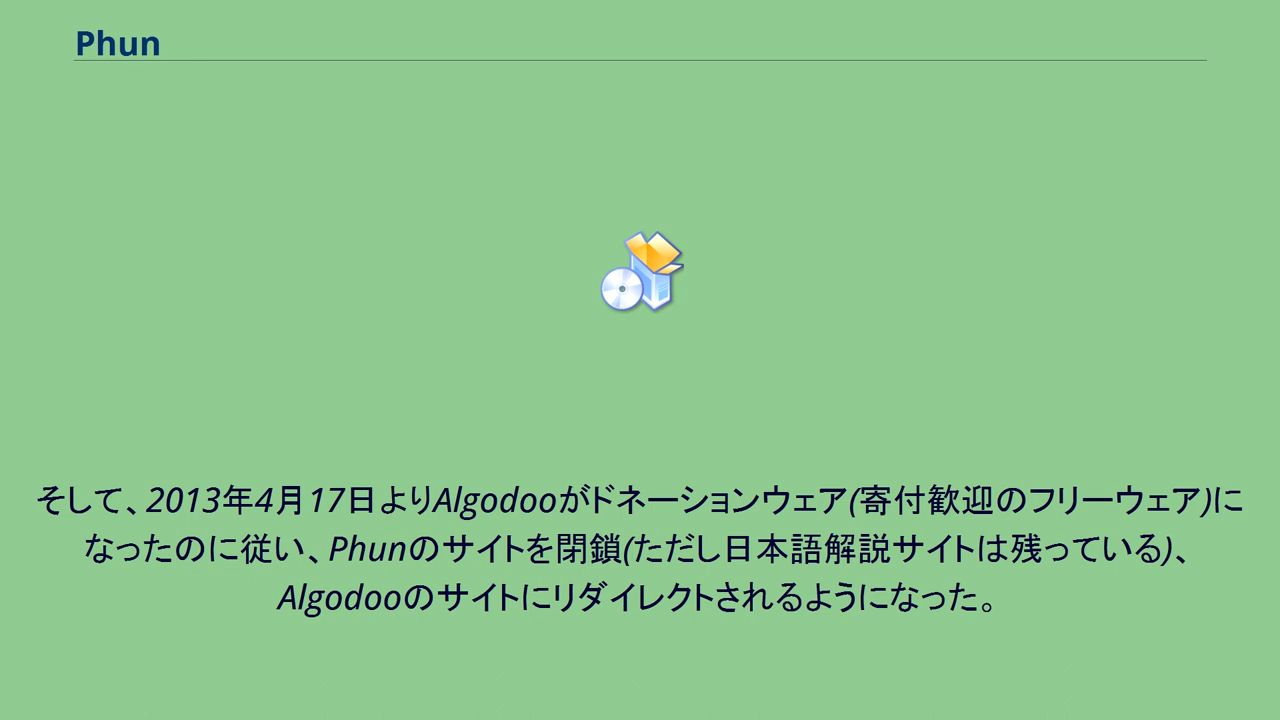 Phun
そして、2013年4月17日よりAlgodooがドネーションウェア(寄付歓迎のフリーウェア)に
なったのに従い、Phunのサイトを閉鎖(ただし日本語解説サイトは残っている)、
Algodooのサイトにリダイレクトされるようになった。